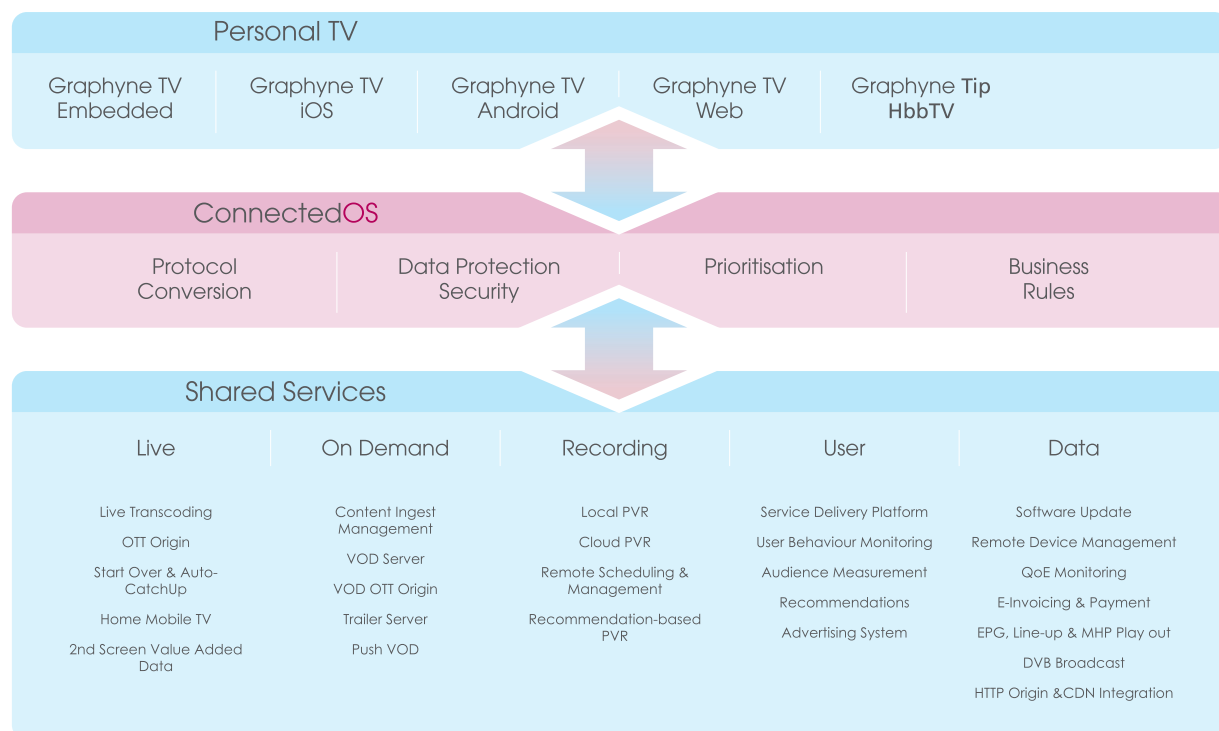 Personal TV
Graphyne TV
Embedded
Graphyne TV
iOS
Graphyne TV
Android
Graphyne TV
Web
Graphyne Tip
HbbTV
ConnectedOS
Protocol
Conversion
Data Protection
Security
Prioritisation
Business
Rules
Shared Services
Live
Live Transcoding
OTT Origin
Start Over & Auto-
CatchUp
Home Mobile TV
2nd Screen Value Added
Data
On Demand
Content Ingest
Management
VOD Server
VOD OTT Origin
Trailer Server
Push VOD
Recording
Local PVR
Cloud PVR
Remote Scheduling &
Management
Recommendation-based
PVR
User
Service Delivery Platform
User Behaviour Monitoring
Audience Measurement
Recommendations
Advertising System
Data
Software Update
Remote Device Management
QoE Monitoring
E-Invoicing & Payment
EPG, Line-up & MHP Play out
DVB Broadcast
HTTP Origin &CDN Integration